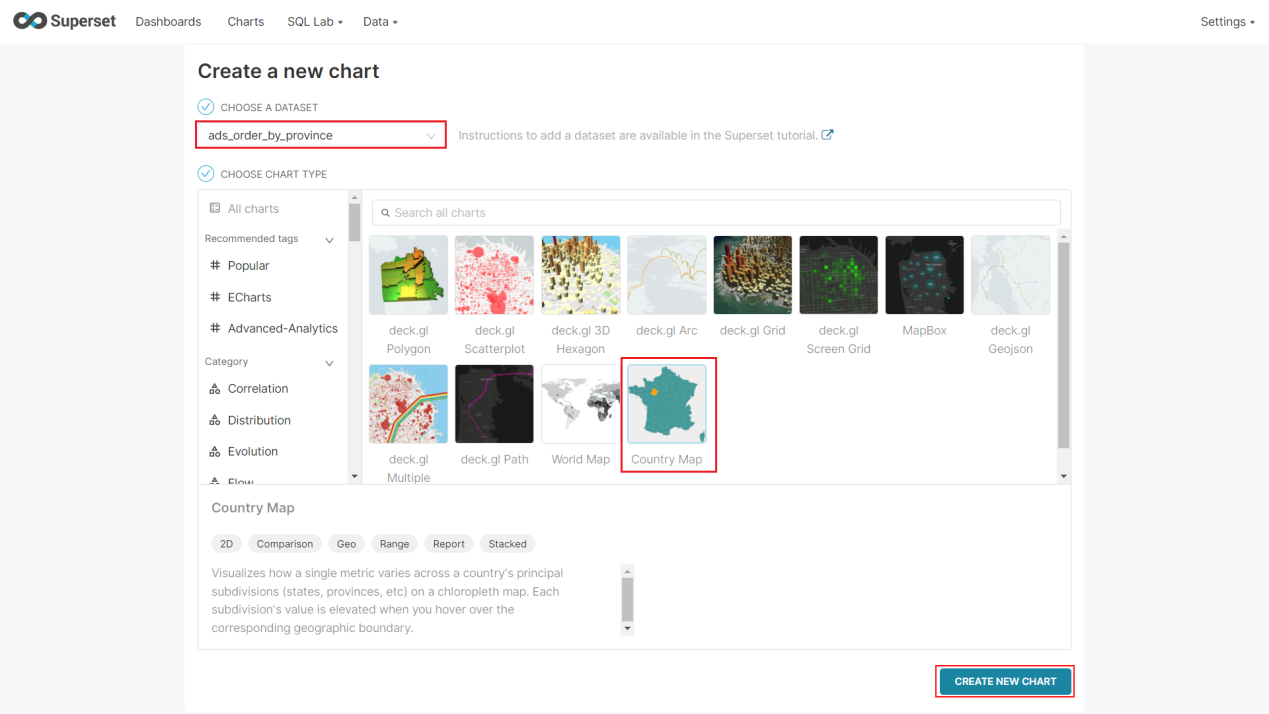 Superset Dashboards Charts SQL Lab Data Settings
Create a new chart
CHOOSE A DATASET
ads_order_by_province
Instructions to add a dataset are available in the Superset tutorial.
CHOOSE CHART TYPE
All charts
Recommended tags
# Popular
# ECharts
# Advanced-Analytics
Category
Correlation
Distribution
Evolution
Flow
Search all charts
deck.gl
Polygon
deck.gl
Scatterplot
deck.gl 3D
Hexagon
deck.gl Arc
deck.gl Grid
deck.gl
Screen Grid
MapBox
deck.gl
Geojson
deck.gl
Multiple
deck.gl Path
World Map
Country Map
Country Map
2D Comparison Geo Range Report Stacked
Visualizes how a single metric varies across a country's principal
subdivisions (states, provinces, etc) on a chloropleth map. Each
subdivision's value is elevated when you hover over the
corresponding geographic boundary.
CREATE NEW CHART